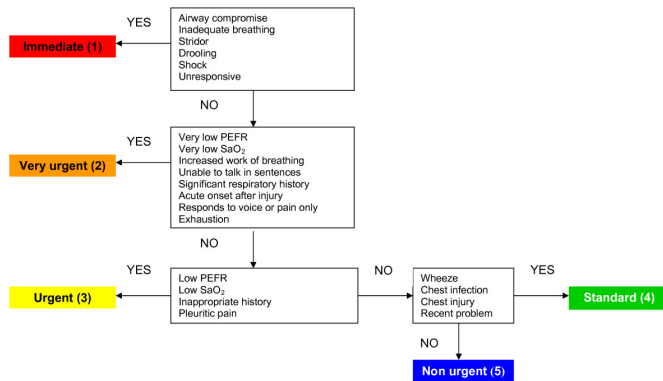 YES
Airway compromise
Inadequate breathing
Stridor
Drooling
Shock
Unresponsive
Immediate (1)
NO
YES
Very low PEFR
Very low SaO₂
Increased work of breathing
Unable to talk in sentences
Significant respiratory history
Acute onset after injury
Responds to voice or pain only
Exhaustion
Very urgent (2)
NO
YES
Low PEFR
Low SaO₂
Inappropriate history
Pleuritic pain
Urgent (3)
NO
Wheeze
Chest infection
Chest injury
Recent problem
YES
Standard (4)
NO
Non urgent (5)